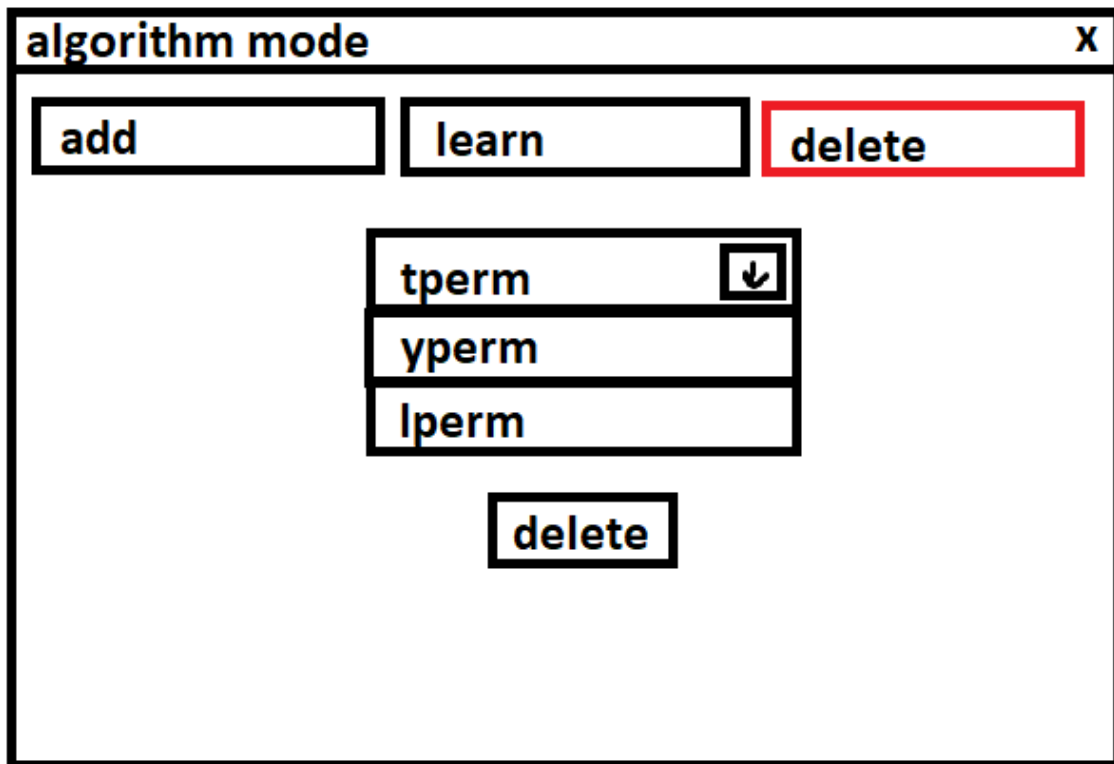 algorithm mode x
add learn delete
tperm
yperm
lperm
delete